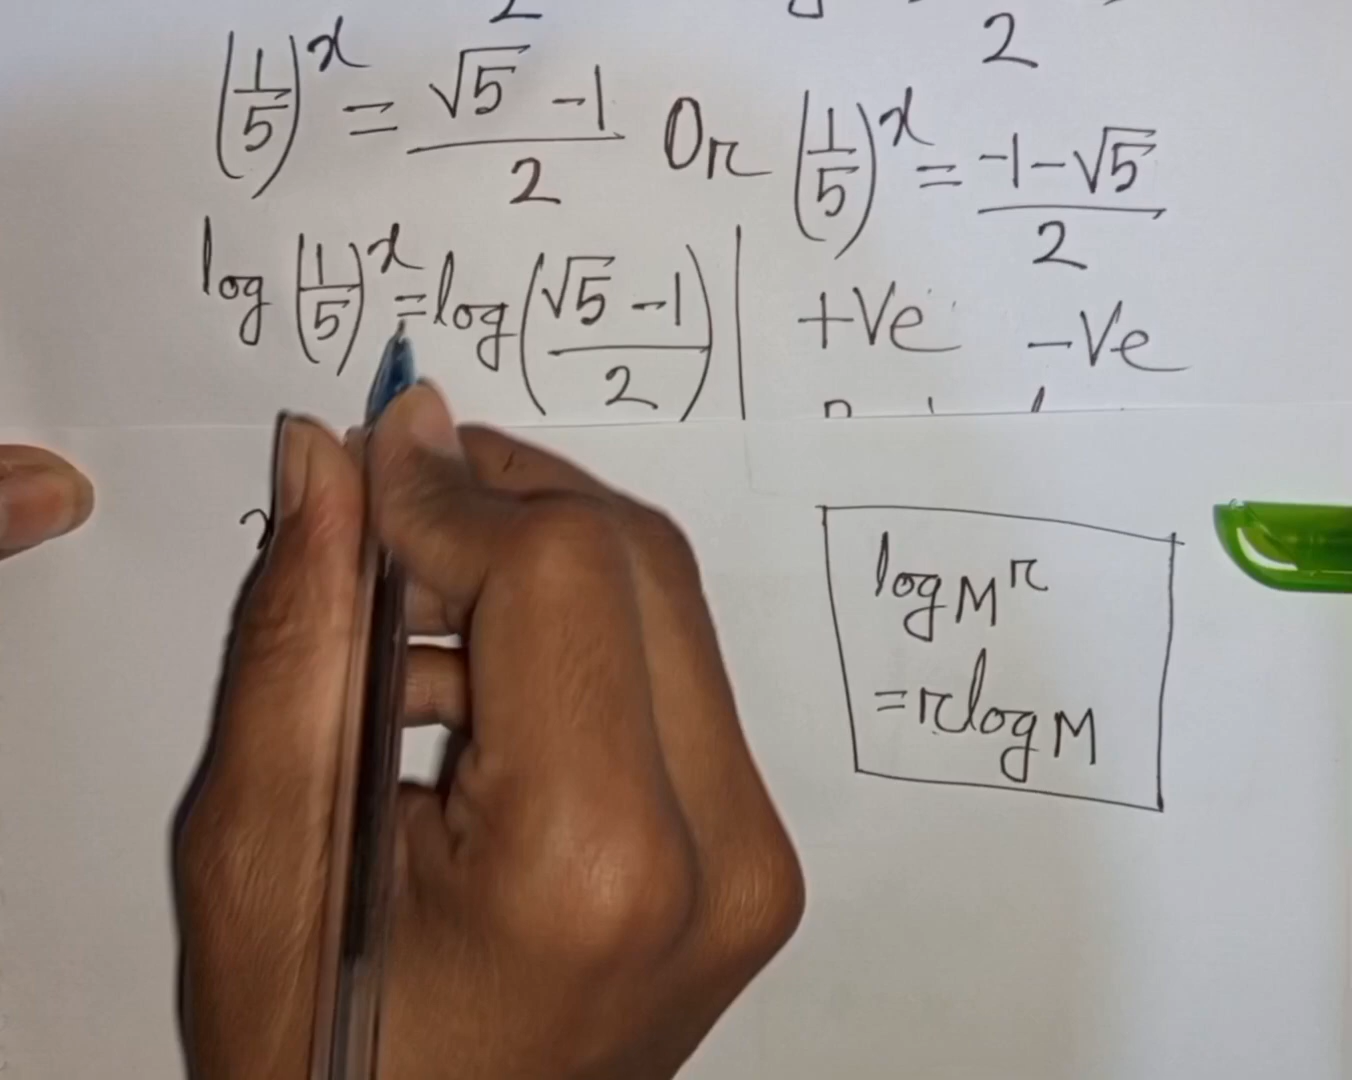 2
(1/5)^x = (√5 -1)/2 Or (1/5)^x = (-1-√5)/2
log (1/5)^x = log((√5 -1)/2) | +Ve -Ve
x
log M^r
= r log M